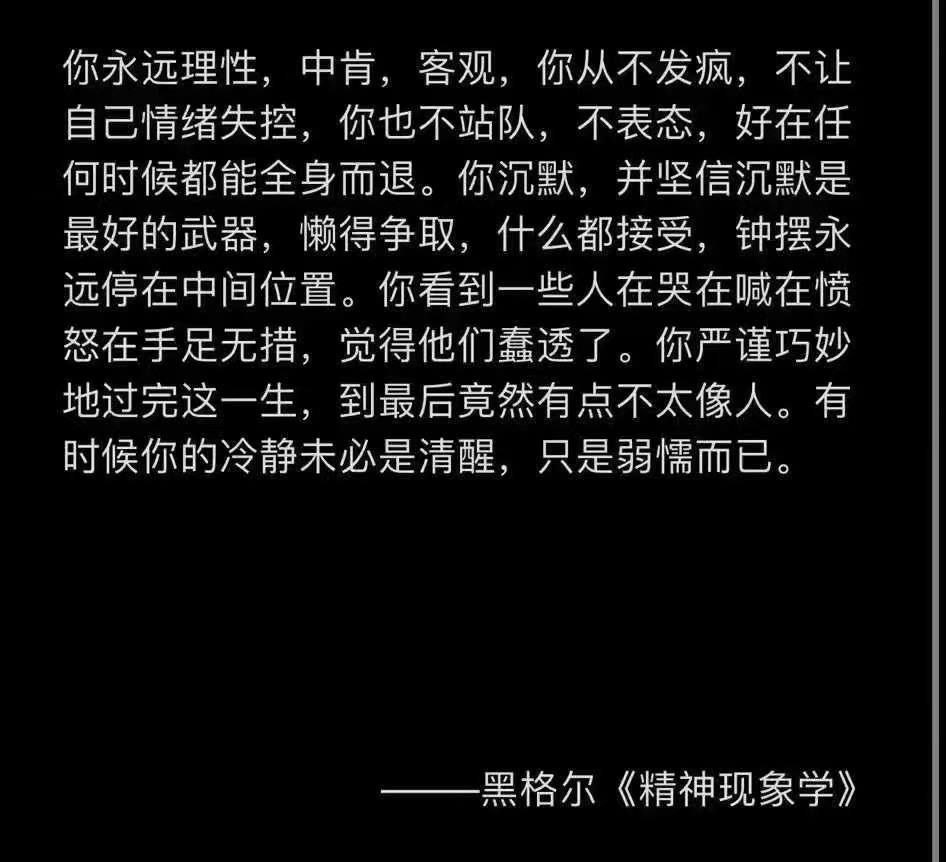 你永远理性，中肯，客观，你从不发疯，不让
自己情绪失控，你也不站队，不表态，好在任
何时候都能全身而退。你沉默，并坚信沉默是
最好的武器，懒得争取，什么都接受，钟摆永
远停在中间位置。你看到一些人在哭在喊在愤
怒在手足无措，觉得他们蠢透了。你严谨巧妙
地过完这一生，到最后竟然有点不太像人。有
时候你的冷静未必是清醒，只是弱懦而已。
———黑格尔《精神现象学》